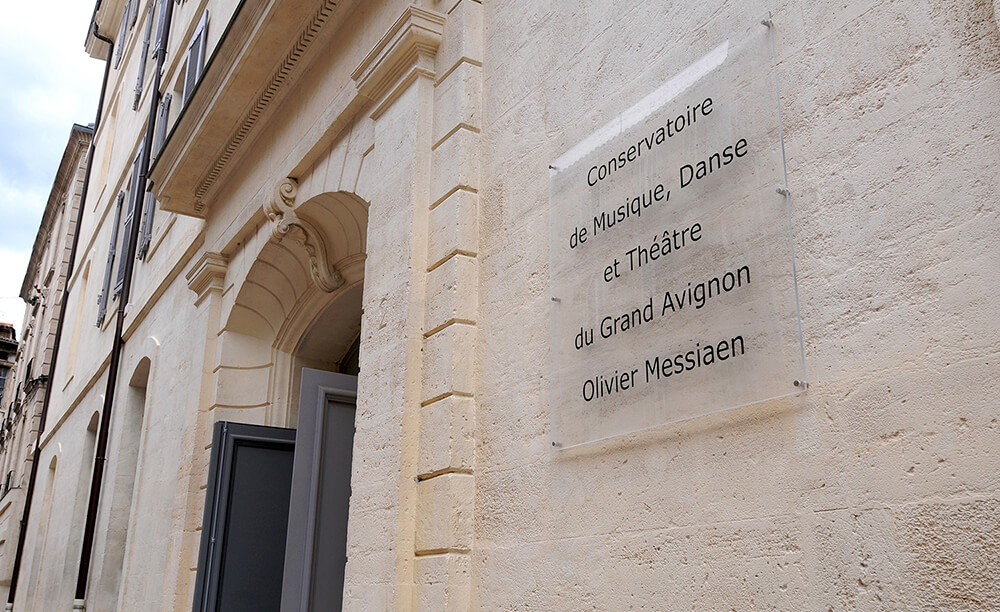 Conservatoire
de Musique, Danse
et Théâtre
du Grand Avignon
Olivier Messiaen